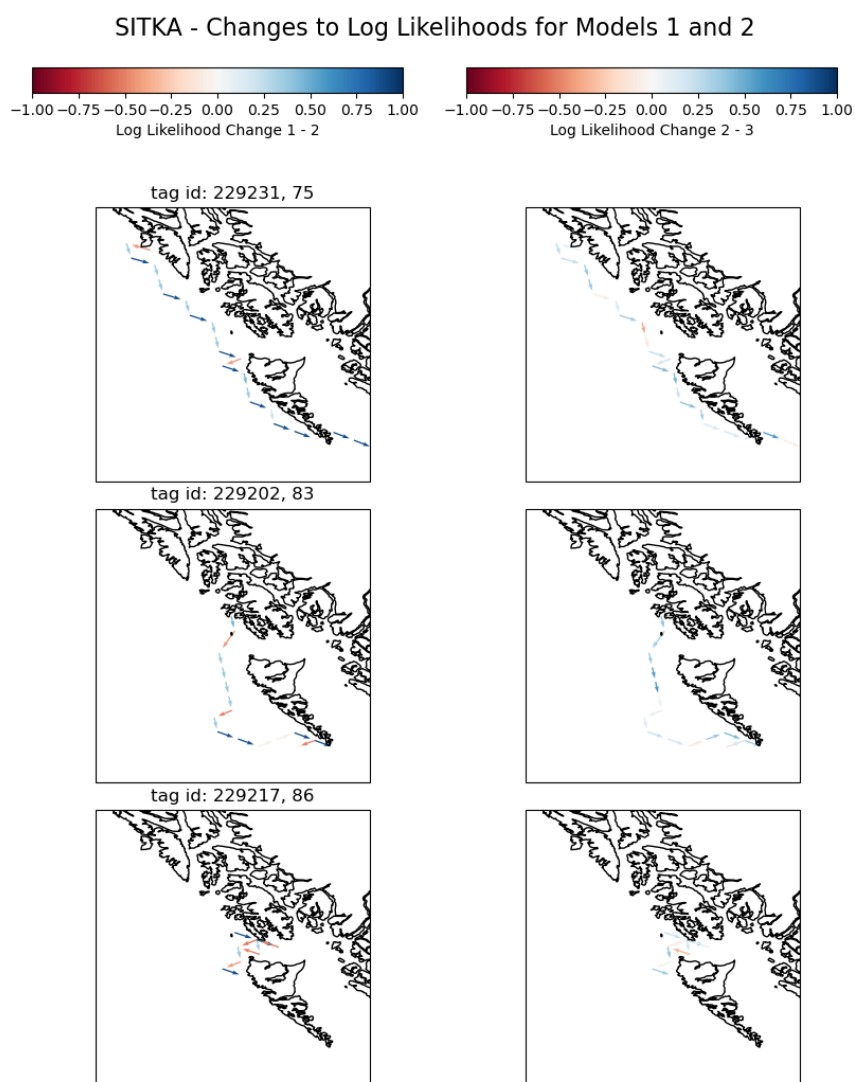 SITKA - Changes to Log Likelihoods for Models 1 and 2
−1.00 −0.75 −0.50 −0.25 0.00 0.25 0.50 0.75 1.00
Log Likelihood Change 1 - 2
−1.00 −0.75 −0.50 −0.25 0.00 0.25 0.50 0.75 1.00
Log Likelihood Change 2 - 3
tag id: 229231, 75
tag id: 229202, 83
tag id: 229217, 86